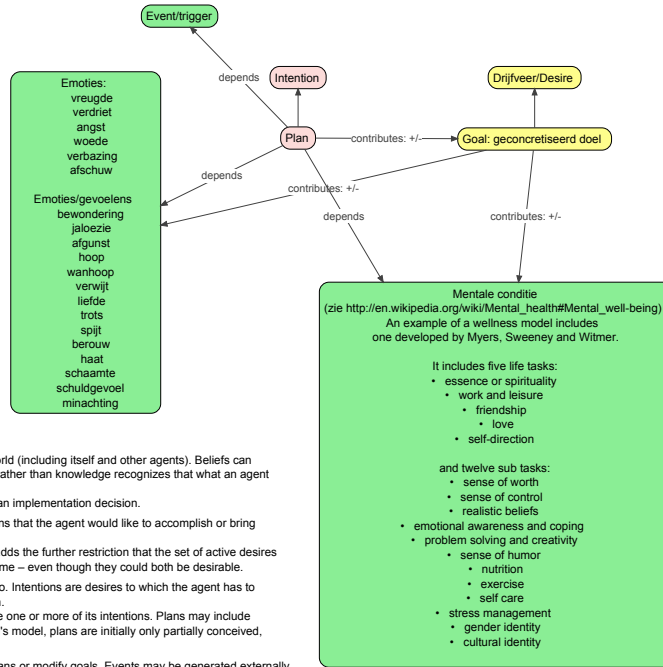 Event/trigger
depends
Intention
Drijfveer/Desire
Emoties:
vreugde
verdriet
angst
woede
verbazing
afschuw
Emoties/gevoelens
bewondering
jaloezie
afgunst
hoop
wanhoop
verwijt
liefde
trots
spijt
berouw
haat
schaamte
schuldgevoel
minachting
Plan
contributes: +/-
Goal: geconcretiseerd doel
depends
contributes: +/-
depends
contributes: +/-
Mentale conditie
(zie http://en.wikipedia.org/wiki/Mental_health#Mental_well-being)
An example of a wellness model includes
one developed by Myers, Sweeney and Witmer.
It includes five life tasks:
• essence or spirituality
• work and leisure
• friendship
• love
• self-direction
and twelve sub tasks:
• sense of worth
• sense of control
• realistic beliefs
• emotional awareness and coping
• problem solving and creativity
• sense of humor
• nutrition
• exercise
• self care
• stress management
• gender identity
• cultural identity
rld (including itself and other agents). Beliefs can
ather than knowledge recognizes that what an agent
an implementation decision.
ns that the agent would like to accomplish or bring
dds the further restriction that the set of active desires
me – even though they could both be desirable.
o. Intentions are desires to which the agent has to
n.
e one or more of its intentions. Plans may include
's model, plans are initially only partially conceived,
ans or modify goals. Events may be generated externally